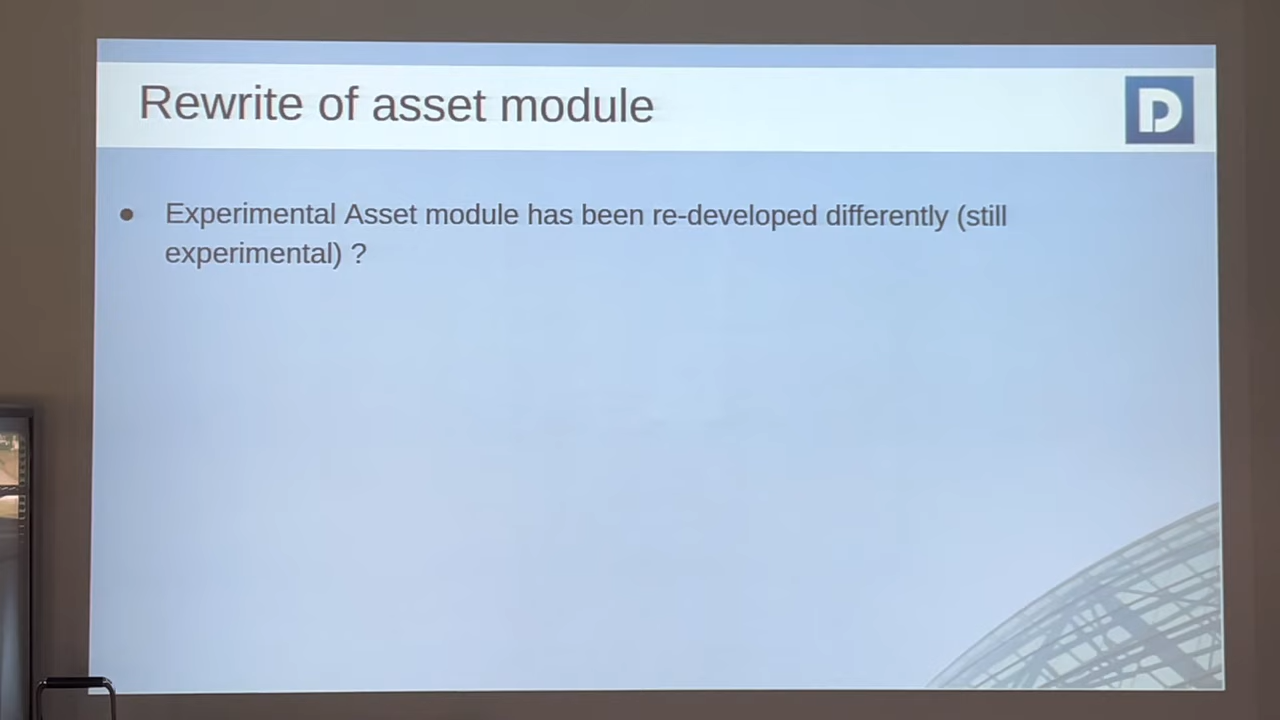 Rewrite of asset module
D
● Experimental Asset module has been re-developed differently (still
experimental) ?